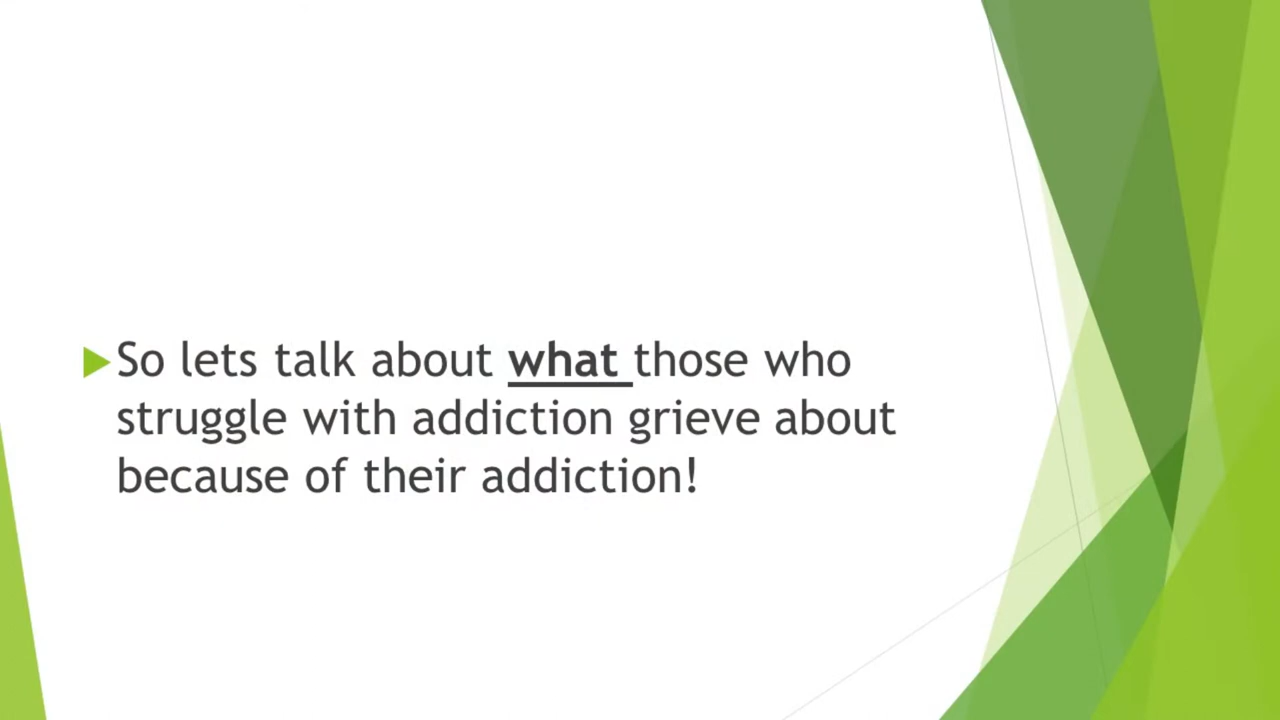 So lets talk about what those who
struggle with addiction grieve about
because of their addiction!